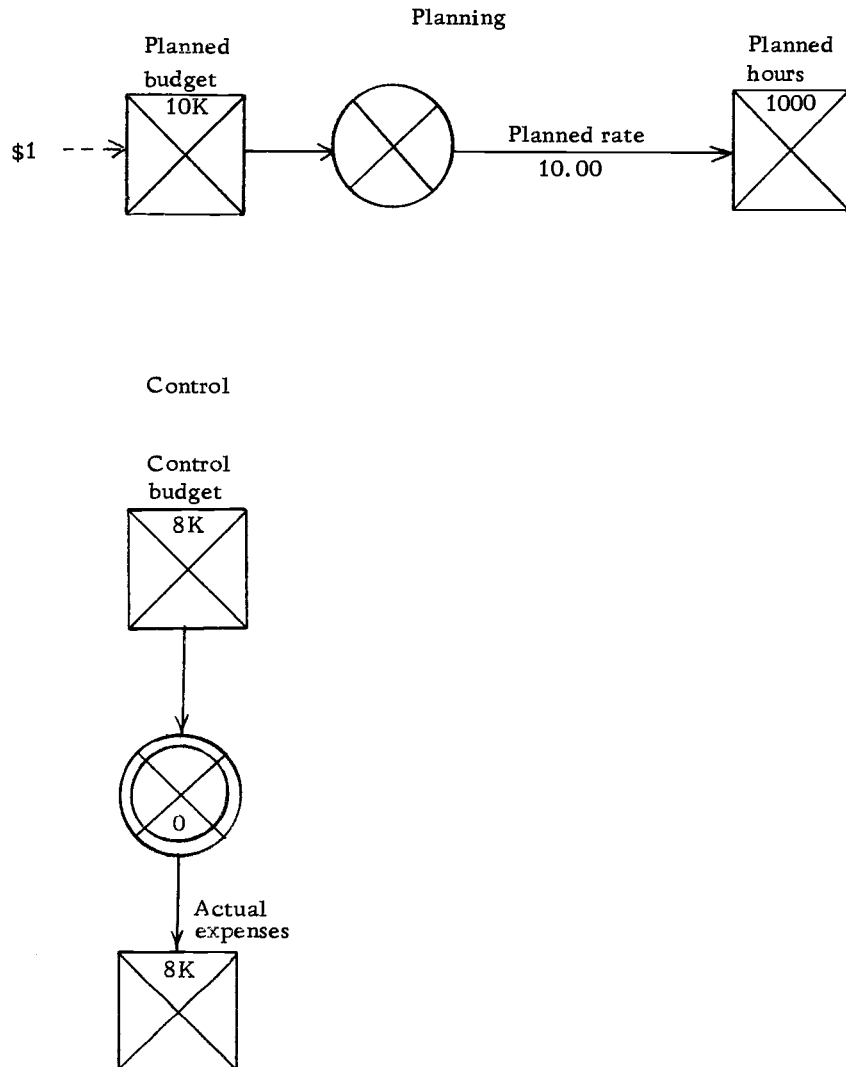 Planning
Planned
budget
10K
Planned
hours
1000
$1
Planned rate
10.00
Control
Control
budget
8K
0
Actual
expenses
8K